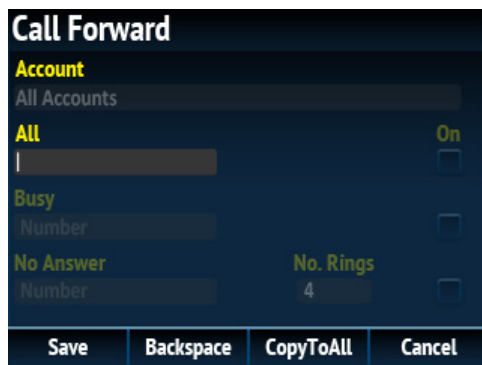 Call Forward
Account
All Accounts
All On
Busy
Number
No Answer No. Rings
Number 4
Save Backspace CopyToAll Cancel